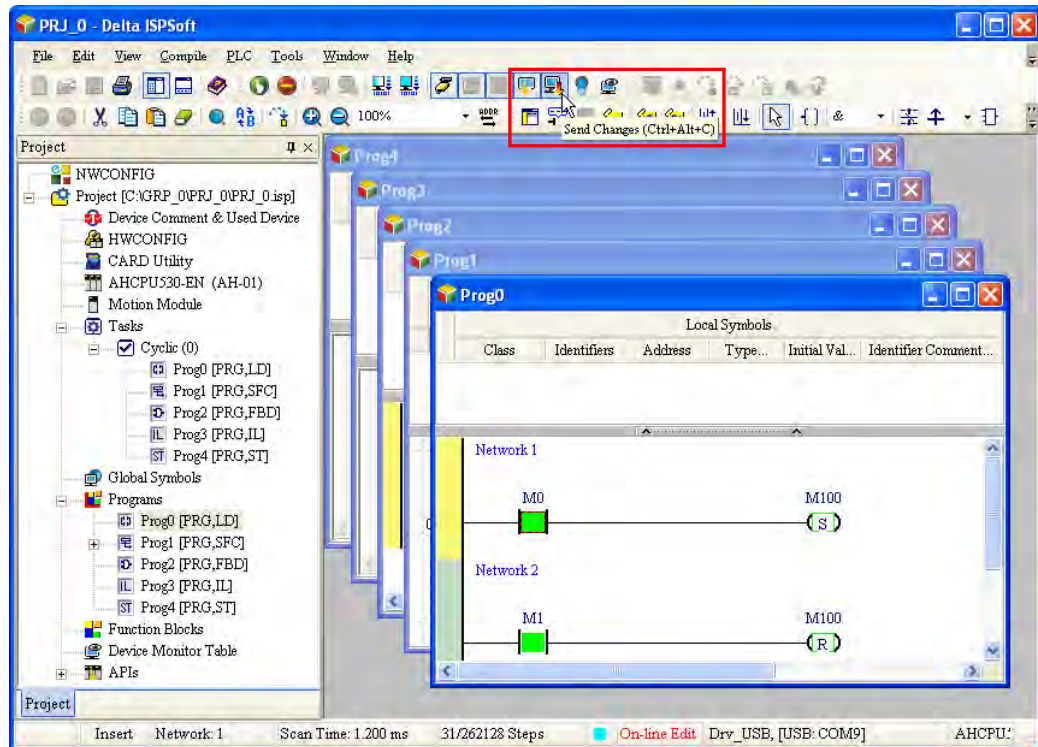 PRJ_0 - Delta ISPSoft
File Edit View Compile PLC Tools Window Help
100%
ADDR
Send Changes (Ctrl+Alt+C)
Project
NWCONFIG
Project [C:\GRP_0\PRJ_0\PRJ_0.isp]
Device Comment & Used Device
HWCONFIG
CARD Utility
AHCPU530-EN (AH-01)
Motion Module
Tasks
Cyclic (0)
Prog0 [PRG,LD]
Prog1 [PRG,SFC]
Prog2 [PRG,FBD]
IL Prog3 [PRG,IL]
ST Prog4 [PRG,ST]
Global Symbols
Programs
Prog0 [PRG,LD]
Prog1 [PRG,SFC]
Prog2 [PRG,FBD]
IL Prog3 [PRG,IL]
ST Prog4 [PRG,ST]
Function Blocks
Device Monitor Table
APIs
Project
Prog4
Prog3
Prog2
Prog1
Prog0
Local Symbols
Class Identifiers Address Type... Initial Val... Identifier Comment...
Network 1
M0 M100
S
Network 2
M1 M100
R
Insert Network: 1 Scan Time: 1.200 ms 31/262128 Steps On-line Edit Drv_USB, [USB: COM9] AHCPU